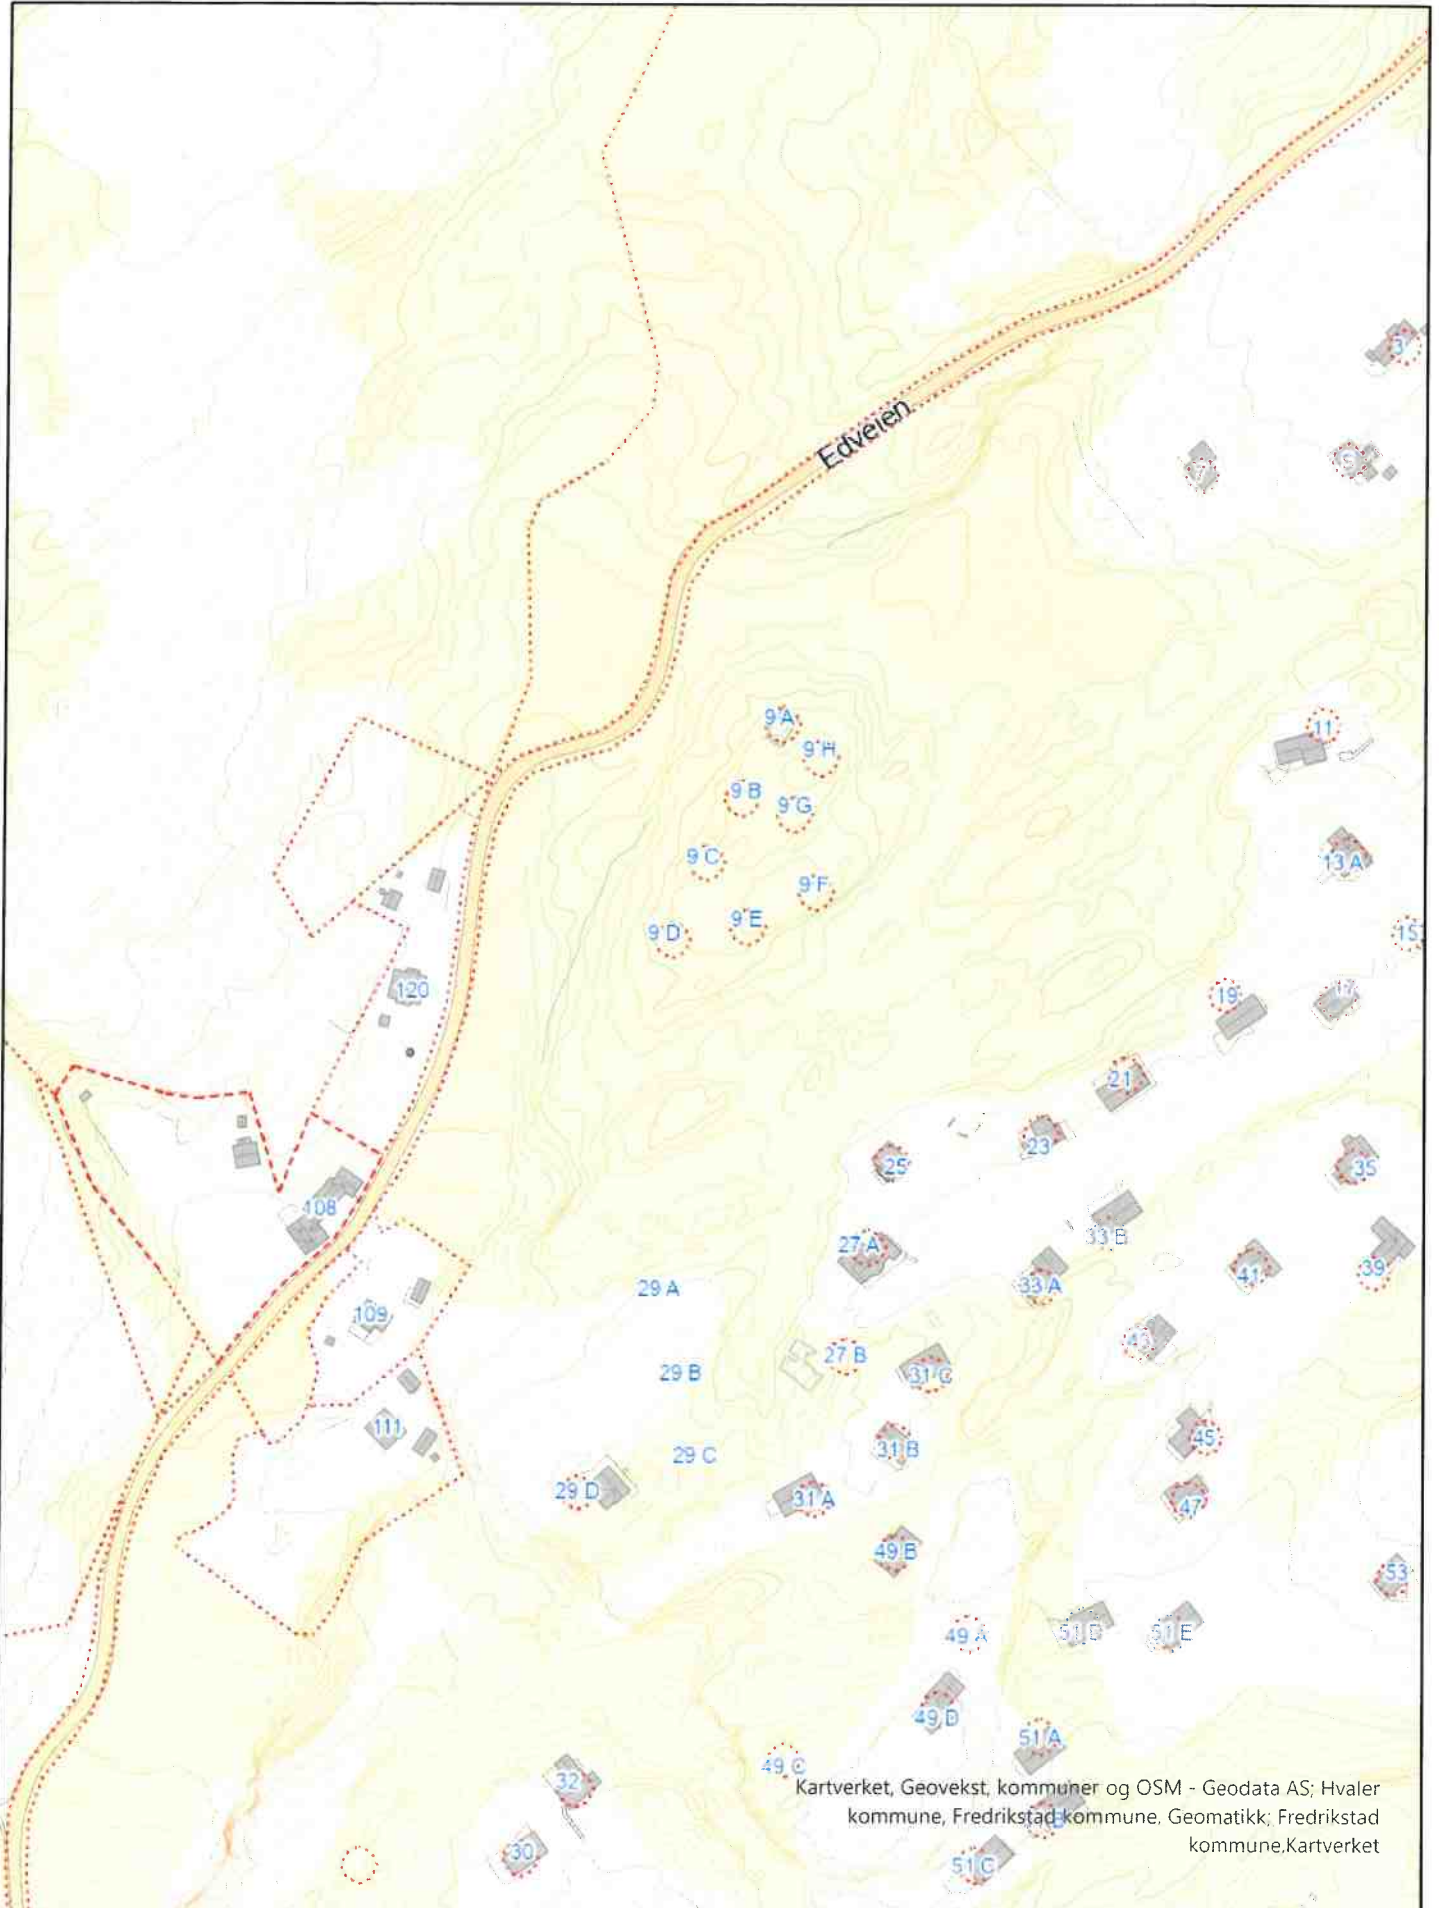 3
Edveien
7
5
9 A
11
9 H
9 B
9 G
13 A
9 C
9 F
9 E
9 D
15
120
19
17
21
23
25
35
108
33 B
27 A
41
39
29 A
33 A
109
43
27 B
29 B
31 C
111
45
31 B
29 C
29 D
31 A
47
49 B
53
49 A
51 D
51 E
49 D
51 A
49 C
32
Kartverket, Geovekst, kommuner og OSM - Geodata AS; Hvaler
kommune, Fredrikstad kommune, Geomatikk; Fredrikstad
kommune,Kartverket
30
51 C